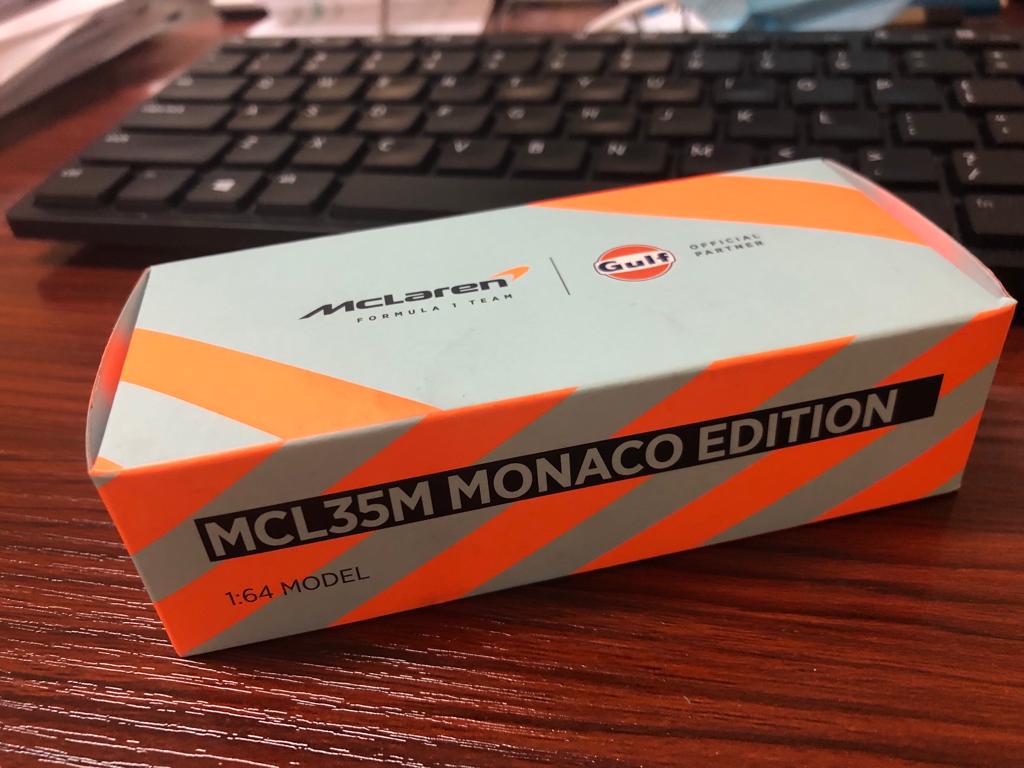 McLaren
FORMULA 1 TEAM
Gulf
OFFICIAL
PARTNER
MCL35M MONACO EDITION
1:64 MODEL
Z X C V B N M
J K L